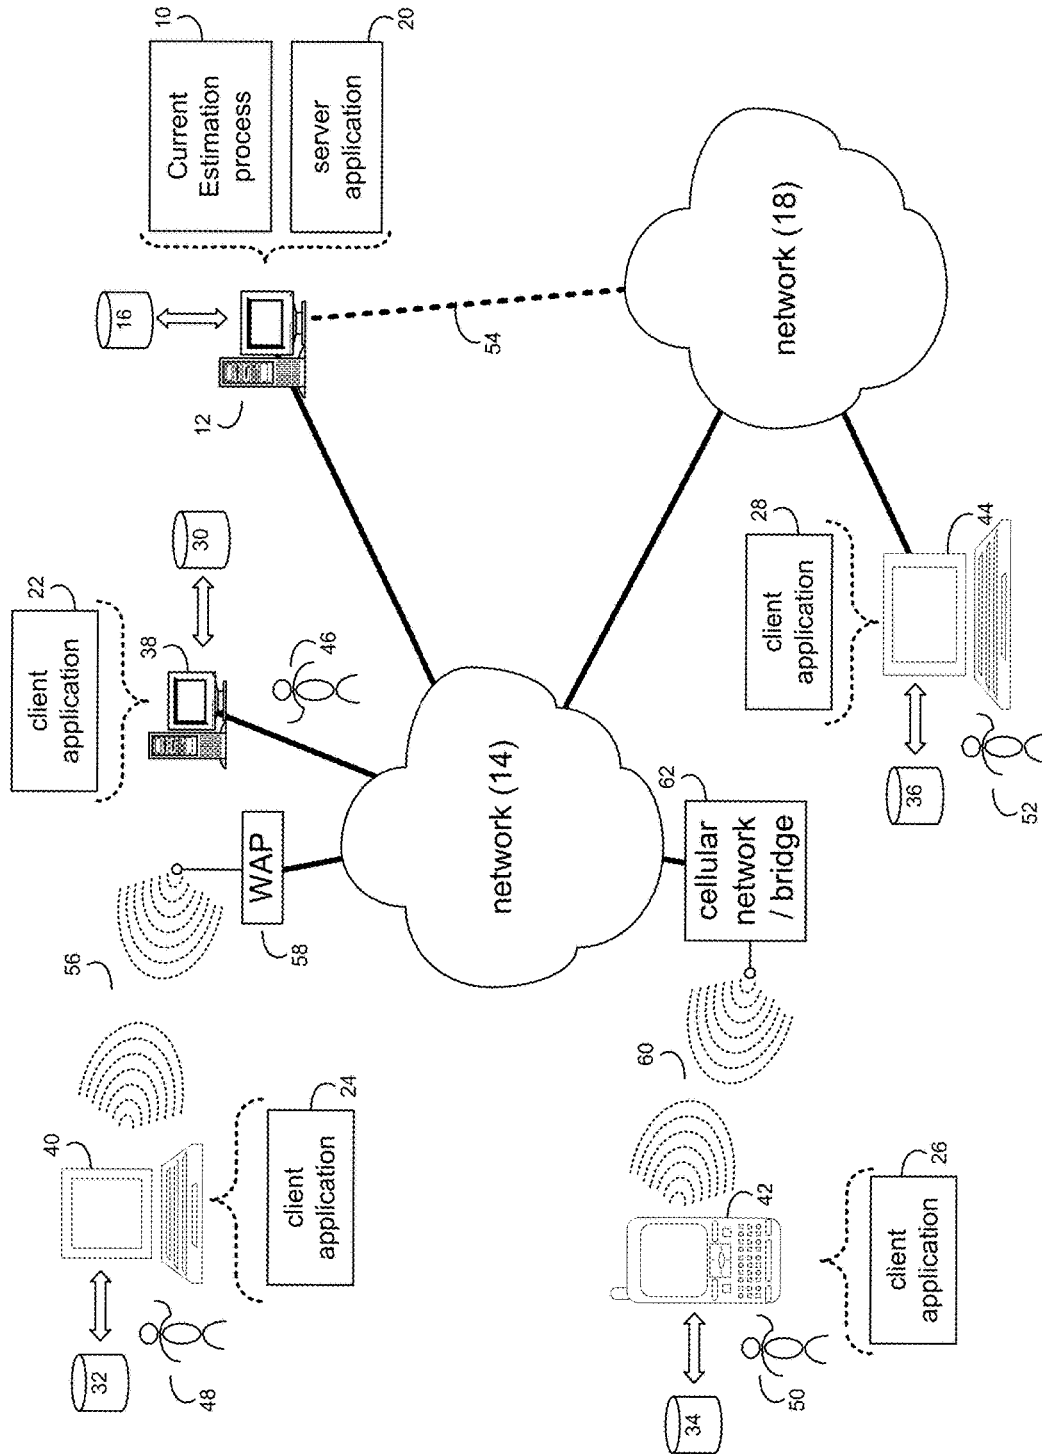 32
40
48
client
application
24
56
WAP
58
client
application
22
38
30
46
16
12
Current
Estimation
process
10
server
application
20
network (14)
54
34
42
50
client
application
26
60
cellular
network
/ bridge
62
network (18)
client
application
28
36
44
52